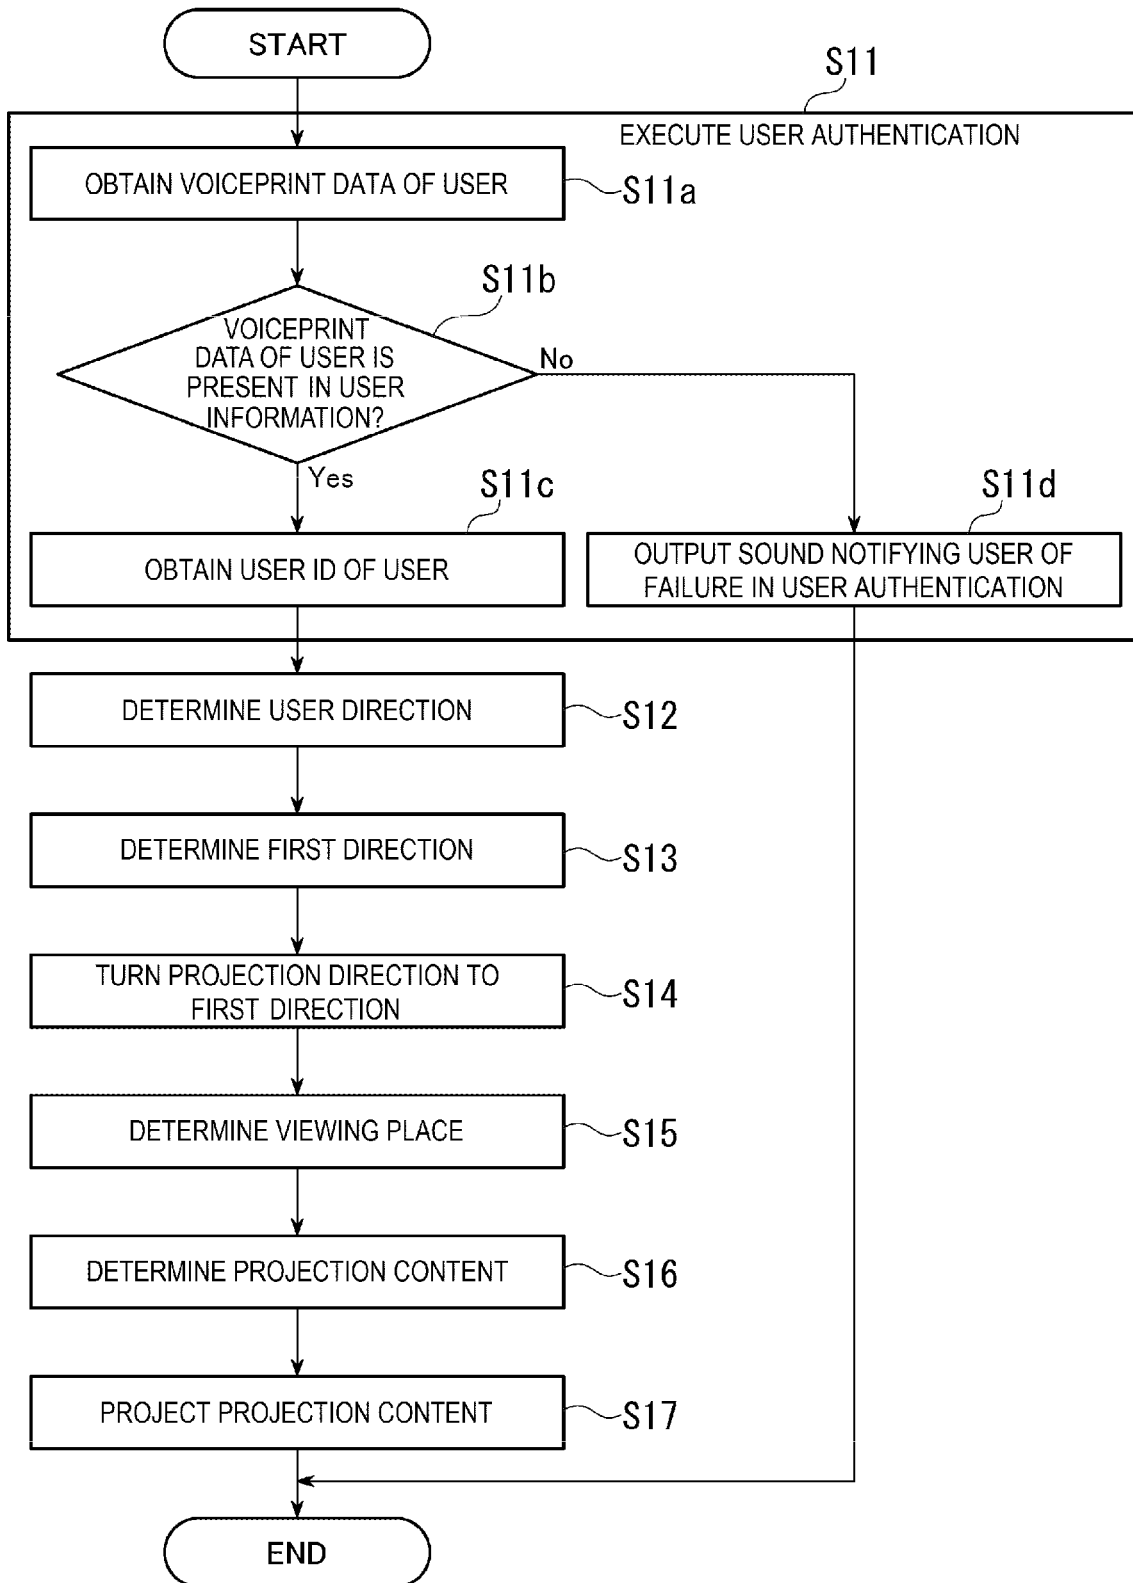 START
S11
EXECUTE USER AUTHENTICATION
OBTAIN VOICEPRINT DATA OF USER
S11a
S11b
VOICEPRINT
DATA OF USER IS
PRESENT IN USER
INFORMATION?
No
Yes
S11c
S11d
OBTAIN USER ID OF USER
OUTPUT SOUND NOTIFYING USER OF
FAILURE IN USER AUTHENTICATION
DETERMINE USER DIRECTION
S12
DETERMINE FIRST DIRECTION
S13
TURN PROJECTION DIRECTION TO
FIRST DIRECTION
S14
DETERMINE VIEWING PLACE
S15
DETERMINE PROJECTION CONTENT
S16
PROJECT PROJECTION CONTENT
S17
END